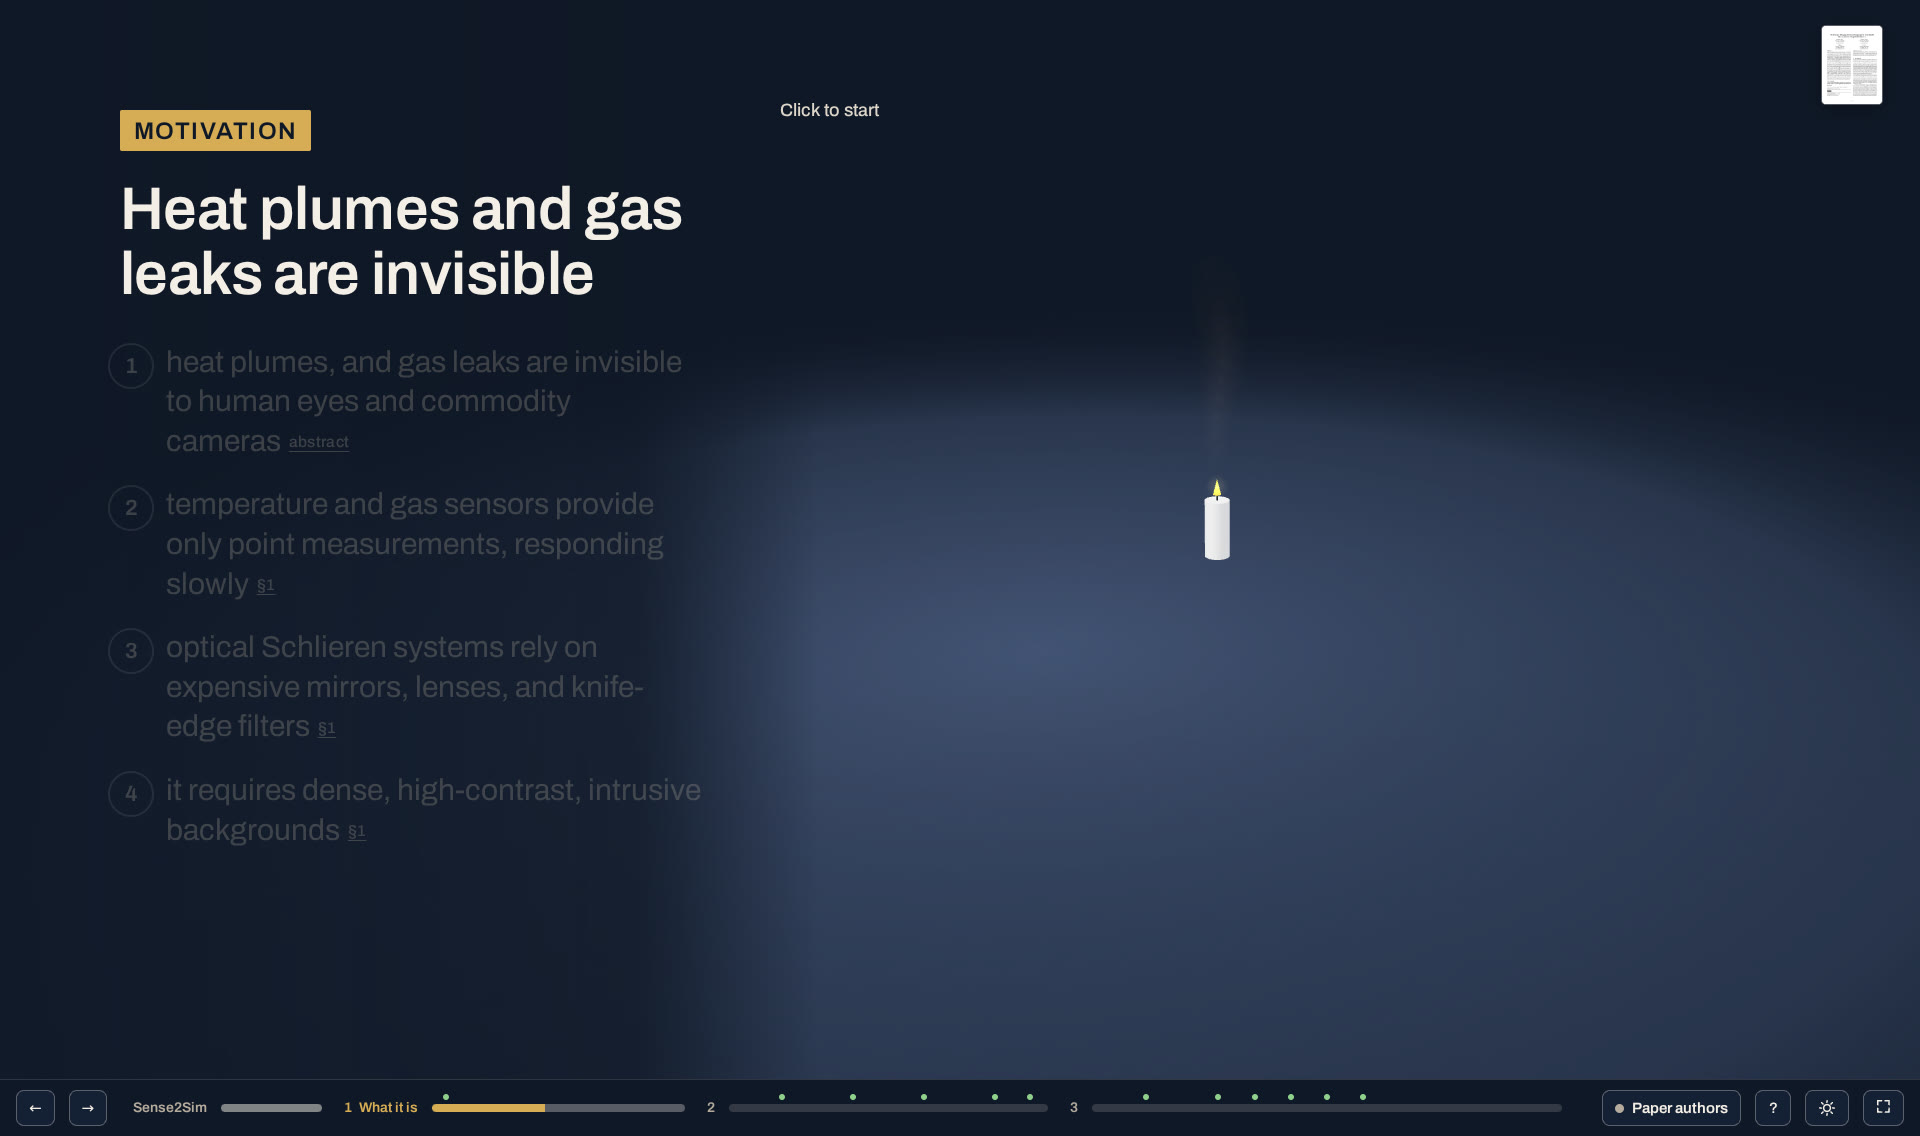 Click to start
MOTIVATION
Heat plumes and gas
leaks are invisible
1 heat plumes, and gas leaks are invisible
to human eyes and commodity
cameras abstract
2 temperature and gas sensors provide
only point measurements, responding
slowly §1
3 optical Schlieren systems rely on
expensive mirrors, lenses, and knife-
edge filters §1
4 it requires dense, high-contrast, intrusive
backgrounds §1
← → Sense2Sim 1 What it is 2 3 Paper authors ?